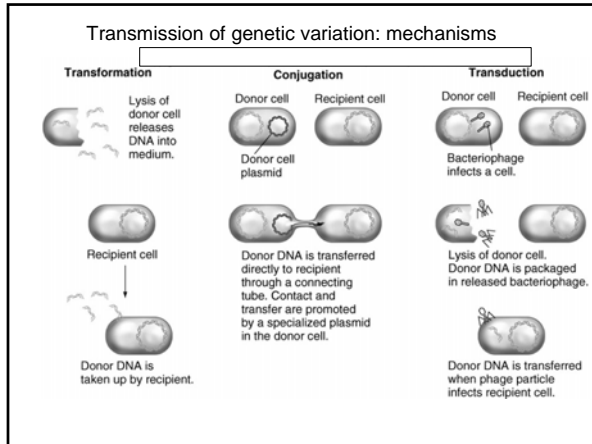 Transmission of genetic variation: mechanisms
Transformation
Lysis of
donor cell
releases
DNA into
medium.
Recipient cell
Donor DNA is
taken up by recipient.
Conjugation
Donor cell
Recipient cell
Donor cell
plasmid
Donor DNA is transferred
directly to recipient
through a connecting
tube. Contact and
transfer are promoted
by a specialized plasmid
in the donor cell.
Transduction
Donor cell
Recipient cell
Bacteriophage
infects a cell.
Lysis of donor cell.
Donor DNA is packaged
in released bacteriophage.
Donor DNA is transferred
when phage particle
infects recipient cell.